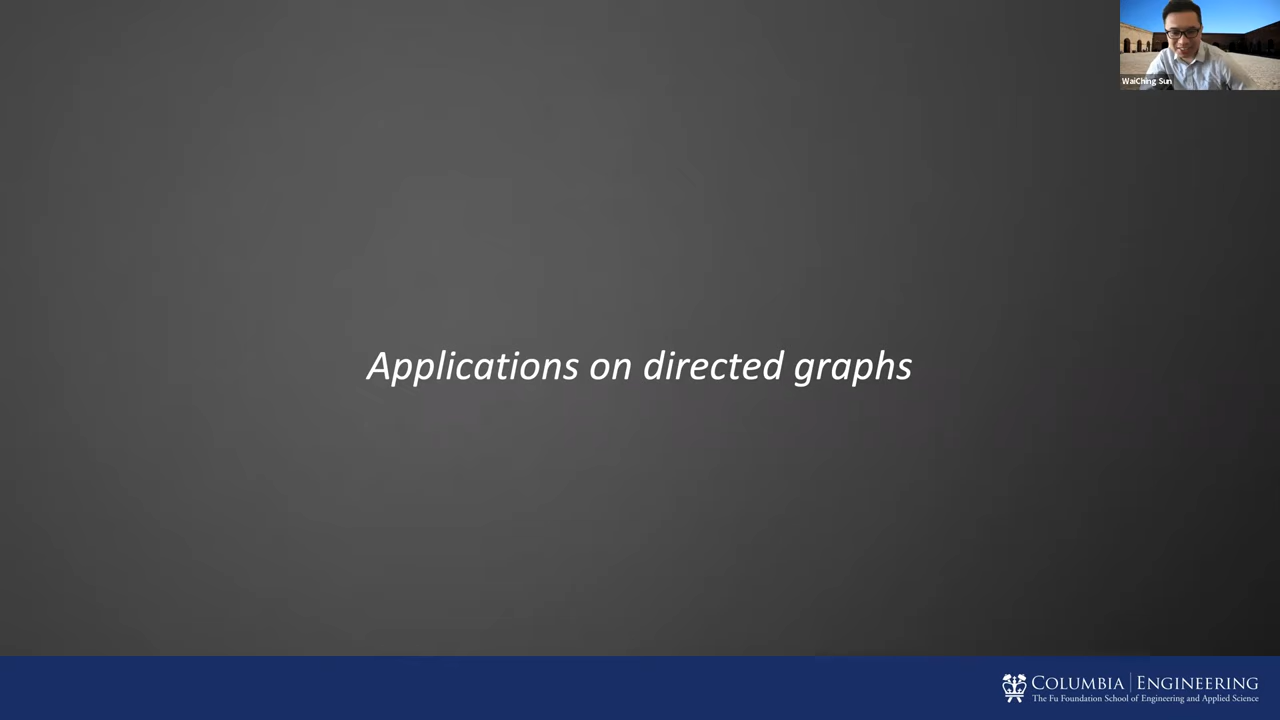 WaiChing Sun
Applications on directed graphs
COLUMBIA | ENGINEERING
The Fu Foundation School of Engineering and Applied Science